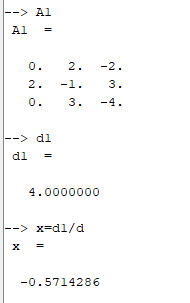 --> A1
A1 =
0. 2. -2.
2. -1. 3.
0. 3. -4.
--> d1
d1 =
4.0000000
--> x=d1/d
x =
-0.5714286